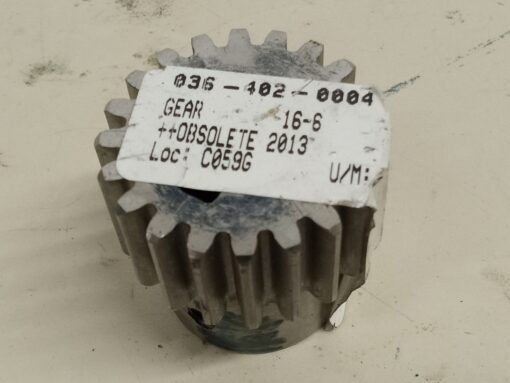 036-402-0004
GEAR 16-6
++OBSOLETE 2013
Loc: C059G U/M: